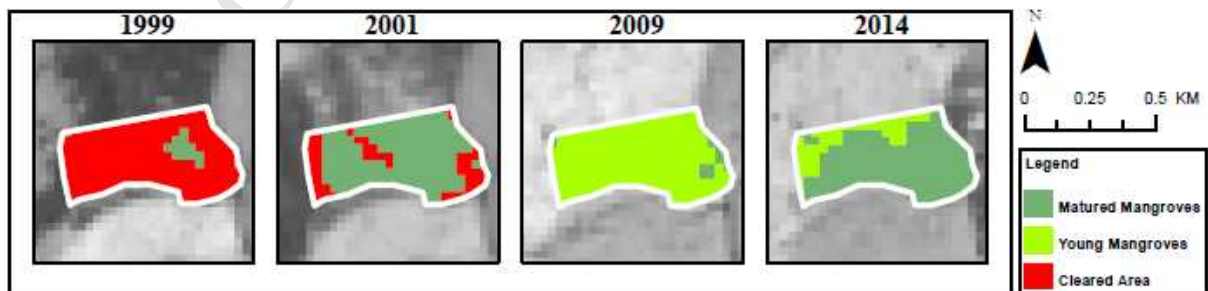 1999 2001 2009 2014
N
0 0.25 0.5 KM
Legend
Matured Mangroves
Young Mangroves
Cleared Area